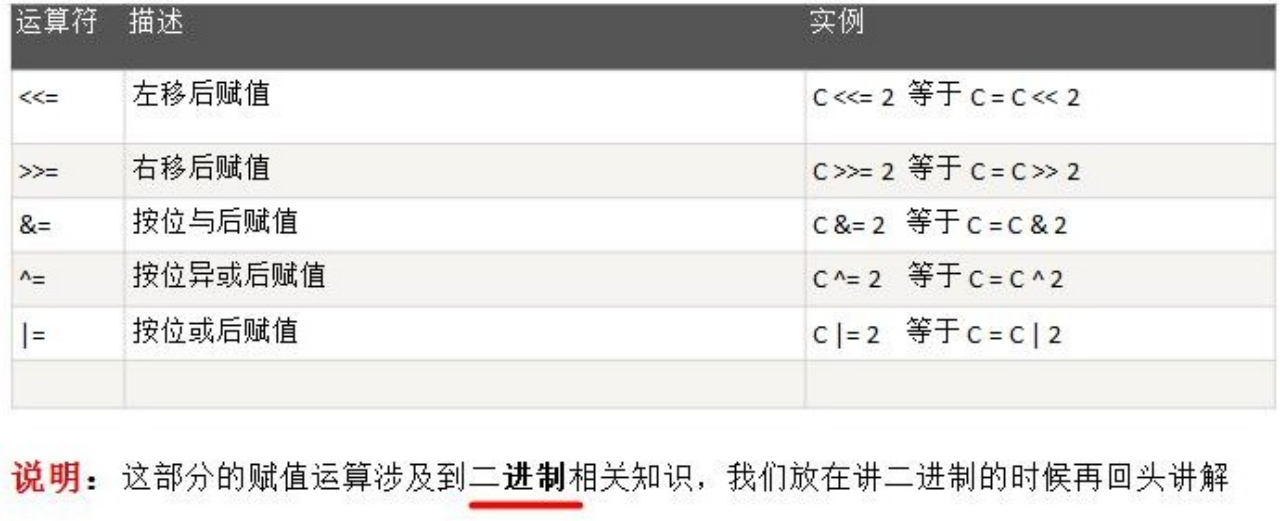 运算符 描述 实例
<<= 左移后赋值 C <<= 2 等于 C = C << 2
>>= 右移后赋值 C >>= 2 等于 C = C >> 2
&= 按位与后赋值 C &= 2 等于 C = C & 2
^= 按位异或后赋值 C ^= 2 等于 C = C ^ 2
|= 按位或后赋值 C |= 2 等于 C = C | 2
说明：这部分的赋值运算涉及到二进制相关知识，我们放在讲二进制的时候再回头讲解